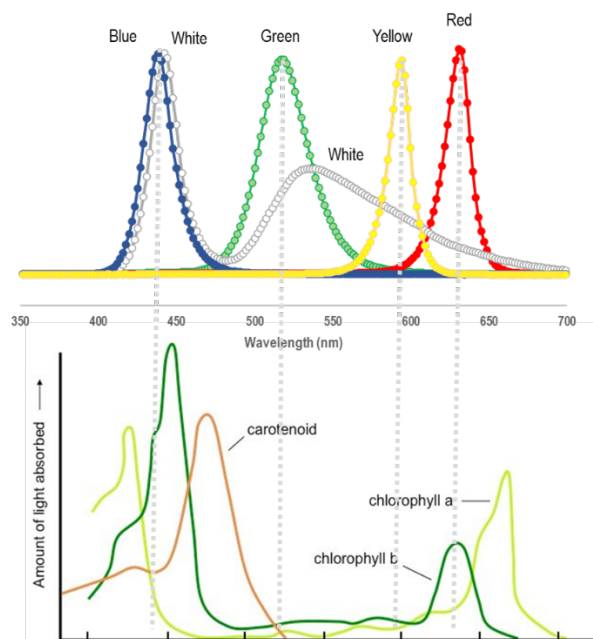 Blue White Green Yellow Red
White
350 400 450 500 550 600 650 700
Wavelength (nm)
Amount of light absorbed
carotenoid
chlorophyll a
chlorophyll b